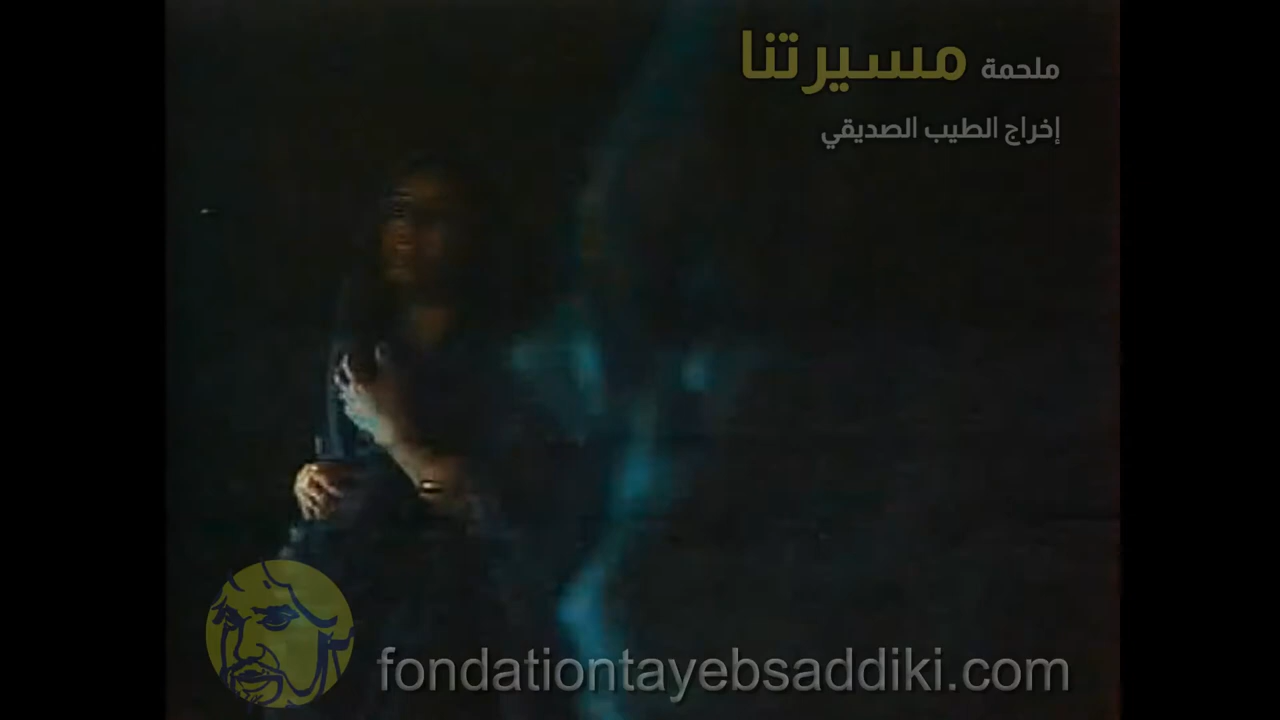 ملحمة مسيرتنا
إخراج الطيب الصديقي
fondationtayebsaddiki.com